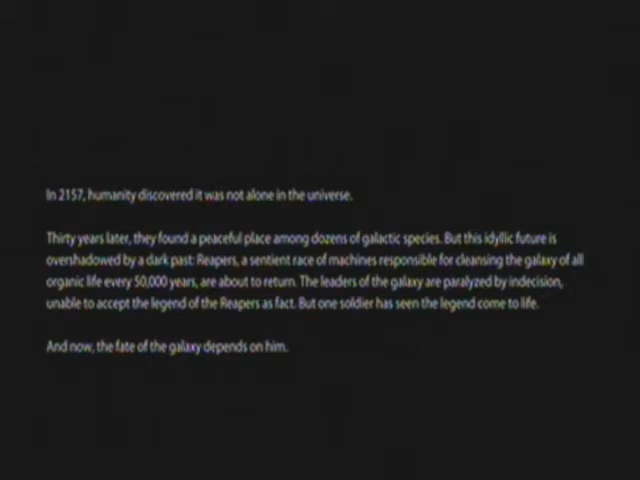 In 2157, humanity discovered it was not alone in the universe.
Thirty years later, they found a peaceful place among dozens of galactic species. But this idyllic future is
overshadowed by a dark past: Reapers, a sentient race of machines responsible for cleansing the galaxy of all
organic life every 50,000 years, are about to return. The leaders of the galaxy are paralyzed by indecision,
unable to accept the legend of the Reapers as fact. But one soldier has seen the legend come to life.
And now, the fate of the galaxy depends on him.